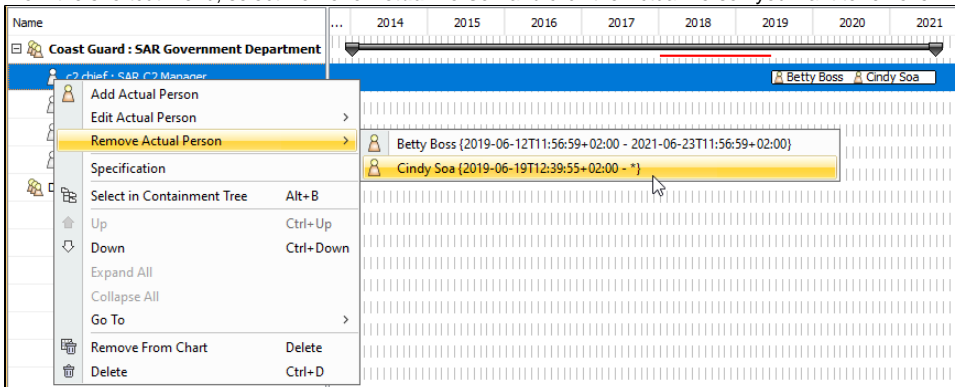 Name ... 2014 2015 2016 2017 2018 2019 2020 2021
Coast Guard : SAR Government Department
c2 chief : SAR C2 Manager Betty Boss Cindy Soa
Add Actual Person
Edit Actual Person
Remove Actual Person
Betty Boss {2019-06-12T11:56:59+02:00 - 2021-06-23T11:56:59+02:00}
Specification
Cindy Soa {2019-06-19T12:39:55+02:00 - *}
Select in Containment Tree Alt+B
Up Ctrl+Up
Down Ctrl+Down
Expand All
Collapse All
Go To
Remove From Chart Delete
Delete Ctrl+D